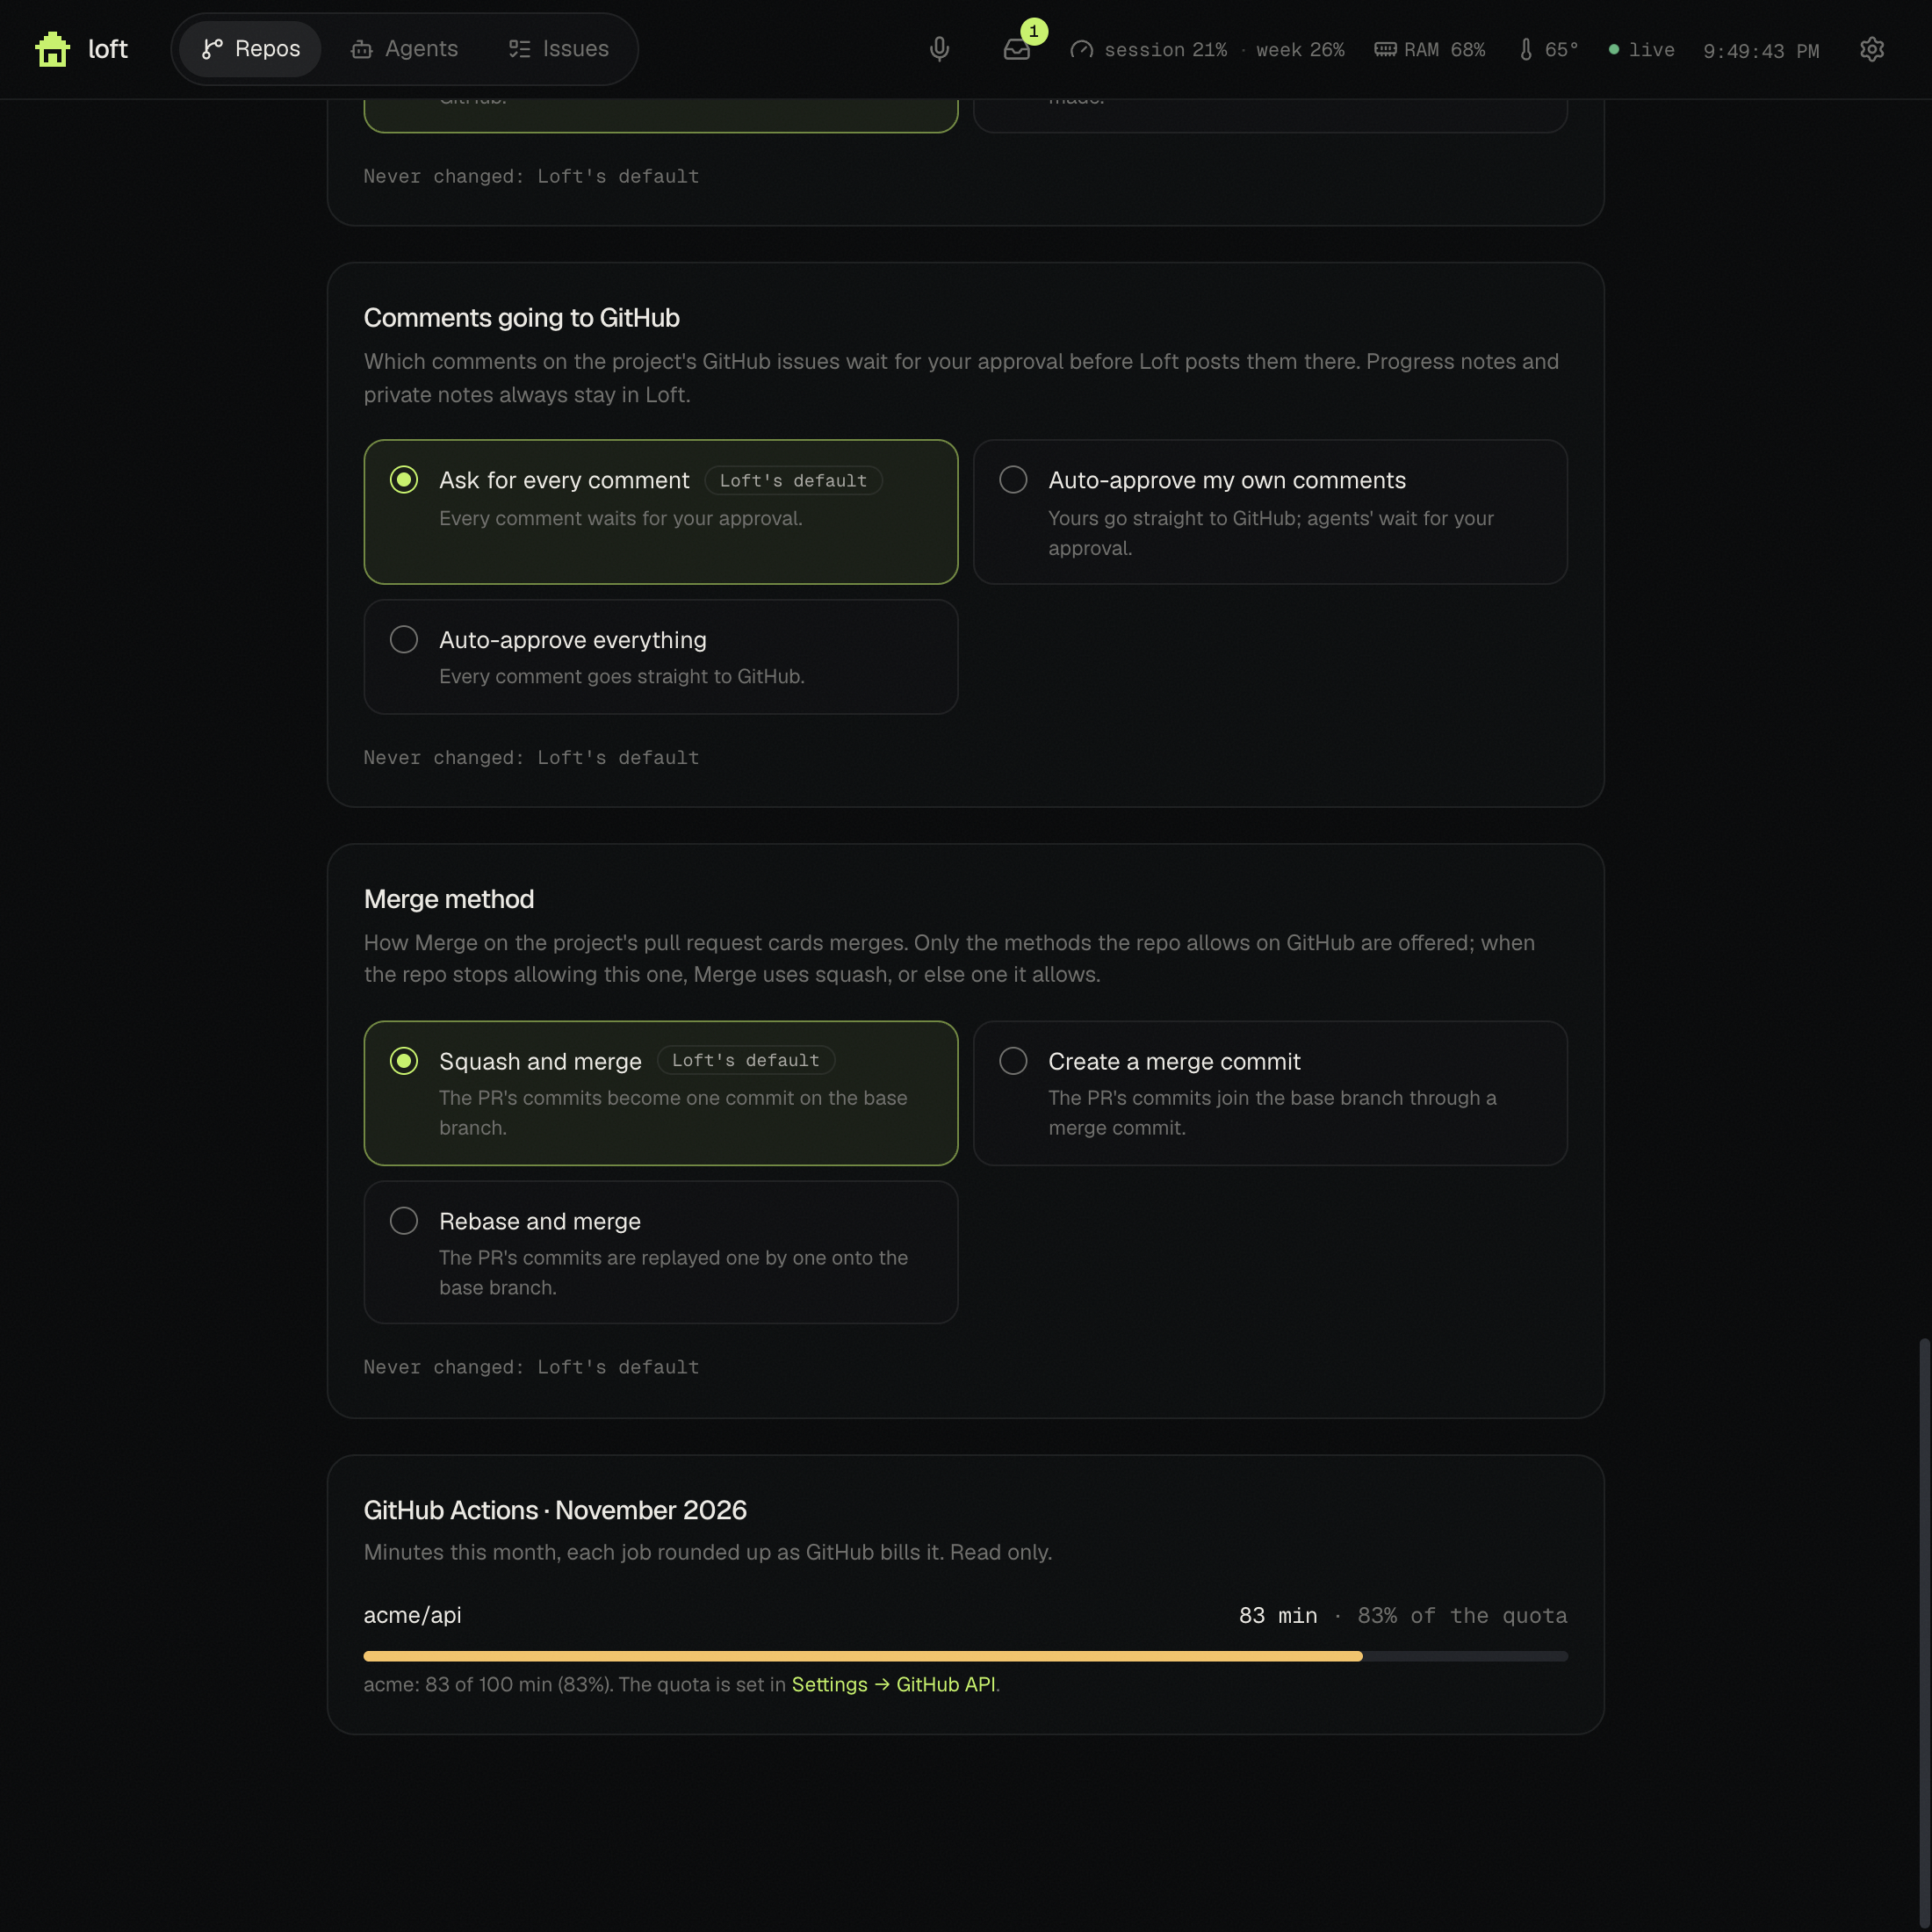 loft
Repos
Agents
Issues
1
session 21% · week 26%
RAM 68%
65°
live
9:49:43 PM
GitHub.
made.
Never changed: Loft's default
Comments going to GitHub
Which comments on the project's GitHub issues wait for your approval before Loft posts them there. Progress notes and
private notes always stay in Loft.
Ask for every comment
Loft's default
Every comment waits for your approval.
Auto-approve my own comments
Yours go straight to GitHub; agents' wait for your
approval.
Auto-approve everything
Every comment goes straight to GitHub.
Never changed: Loft's default
Merge method
How Merge on the project's pull request cards merges. Only the methods the repo allows on GitHub are offered; when
the repo stops allowing this one, Merge uses squash, or else one it allows.
Squash and merge
Loft's default
The PR's commits become one commit on the base
branch.
Create a merge commit
The PR's commits join the base branch through a
merge commit.
Rebase and merge
The PR's commits are replayed one by one onto the
base branch.
Never changed: Loft's default
GitHub Actions · November 2026
Minutes this month, each job rounded up as GitHub bills it. Read only.
acme/api
83 min · 83% of the quota
acme: 83 of 100 min (83%). The quota is set in Settings → GitHub API.